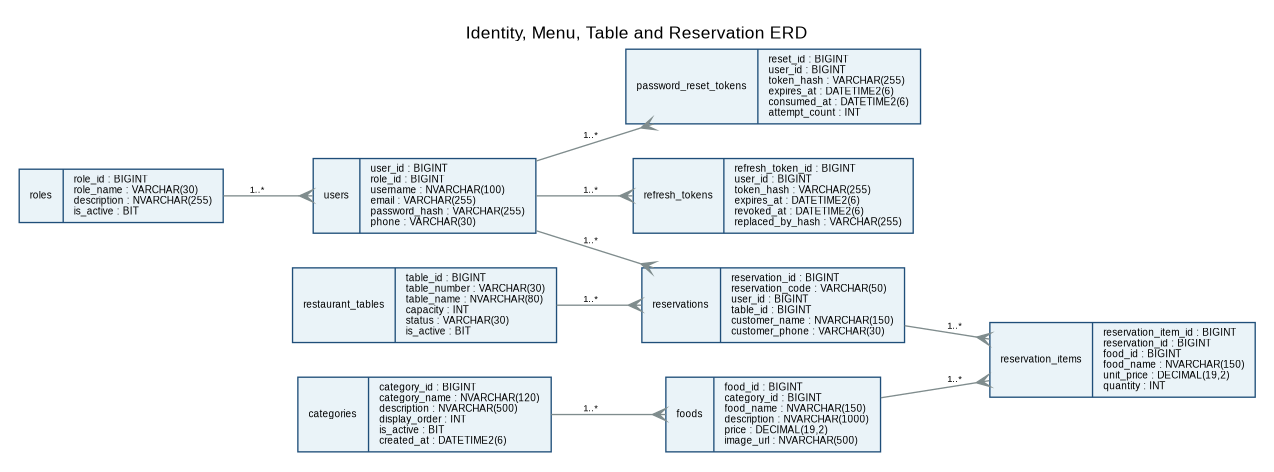 Identity, Menu, Table and Reservation ERD
password_reset_tokens
reset_id : BIGINT
user_id : BIGINT
token_hash : VARCHAR(255)
expires_at : DATETIME2(6)
consumed_at : DATETIME2(6)
attempt_count : INT
1..*
roles
role_id : BIGINT
role_name : VARCHAR(30)
description : NVARCHAR(255)
is_active : BIT
1..*
users
user_id : BIGINT
role_id : BIGINT
username : NVARCHAR(100)
email : VARCHAR(255)
password_hash : VARCHAR(255)
phone : VARCHAR(30)
1..*
refresh_tokens
refresh_token_id : BIGINT
user_id : BIGINT
token_hash : VARCHAR(255)
expires_at : DATETIME2(6)
revoked_at : DATETIME2(6)
replaced_by_hash : VARCHAR(255)
1..*
restaurant_tables
table_id : BIGINT
table_number : VARCHAR(30)
table_name : NVARCHAR(80)
capacity : INT
status : VARCHAR(30)
is_active : BIT
1..*
reservations
reservation_id : BIGINT
reservation_code : VARCHAR(50)
user_id : BIGINT
table_id : BIGINT
customer_name : NVARCHAR(150)
customer_phone : VARCHAR(30)
1..*
reservation_items
reservation_item_id : BIGINT
reservation_id : BIGINT
food_id : BIGINT
food_name : NVARCHAR(150)
unit_price : DECIMAL(19,2)
quantity : INT
1..*
categories
category_id : BIGINT
category_name : NVARCHAR(120)
description : NVARCHAR(500)
display_order : INT
is_active : BIT
created_at : DATETIME2(6)
1..*
foods
food_id : BIGINT
category_id : BIGINT
food_name : NVARCHAR(150)
description : NVARCHAR(1000)
price : DECIMAL(19,2)
image_url : NVARCHAR(500)